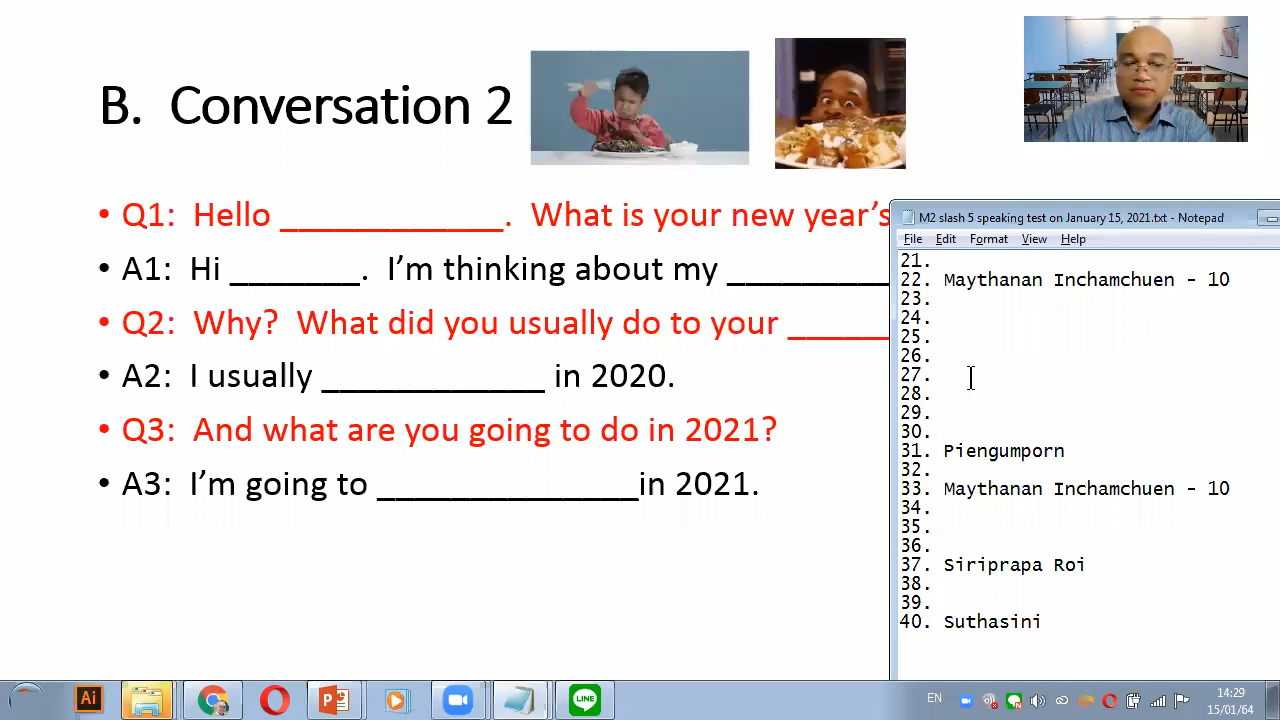 B. Conversation 2
• Q1: Hello ____________. What is your new year's
• A1: Hi _______. I'm thinking about my _________
• Q2: Why? What did you usually do to your ______
• A2: I usually ____________ in 2020.
• Q3: And what are you going to do in 2021?
• A3: I'm going to ______________in 2021.
M2 slash 5 speaking test on January 15, 2021.txt - Notepad
File Edit Format View Help
21.
22. Maythanan Inchamchuen - 10
23.
24.
25.
26.
27.
28.
29.
30.
31. Piengumporn
32.
33. Maythanan Inchamchuen - 10
34.
35.
36.
37. Siriprapa Roi
38.
39.
40. Suthasini
Ai
P
LINE
EN
14:29
15/01/64